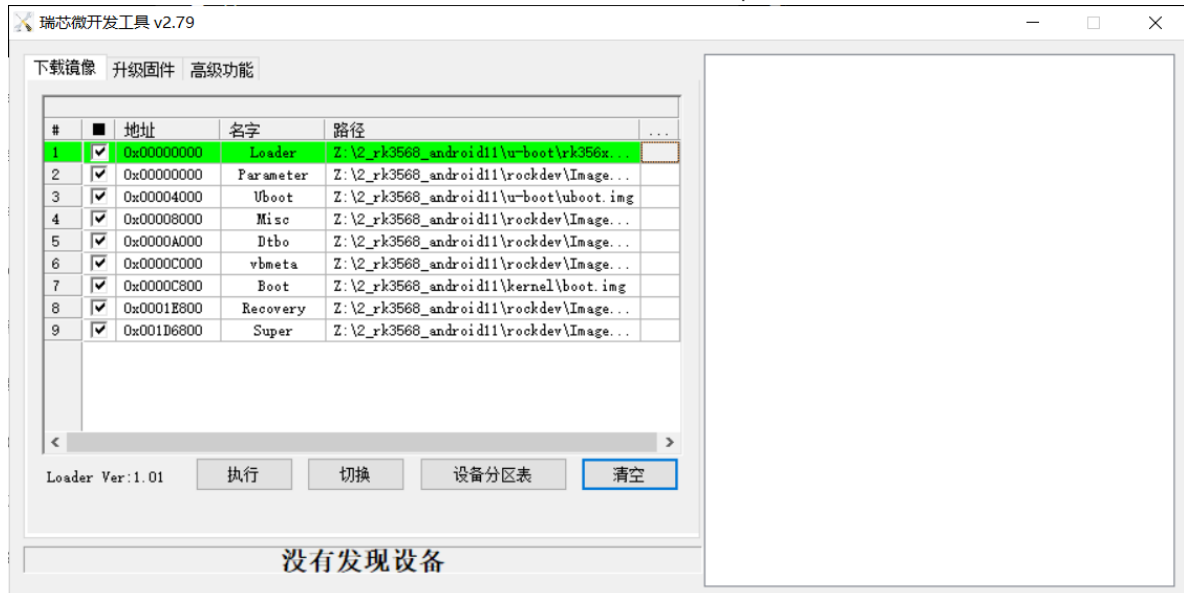 瑞芯微开发工具 v2.79
下载镜像 升级固件 高级功能
# 地址 名字 路径 ...
1 0x00000000 Loader Z:\2_rk3568_android11\u-boot\rk356x...
2 0x00000000 Parameter Z:\2_rk3568_android11\rockdev\Image...
3 0x00004000 Uboot Z:\2_rk3568_android11\u-boot\uboot.img
4 0x00008000 Misc Z:\2_rk3568_android11\rockdev\Image...
5 0x0000A000 Dtbo Z:\2_rk3568_android11\rockdev\Image...
6 0x0000C000 vbmeta Z:\2_rk3568_android11\rockdev\Image...
7 0x0000C800 Boot Z:\2_rk3568_android11\kernel\boot.img
8 0x0001E800 Recovery Z:\2_rk3568_android11\rockdev\Image...
9 0x001D6800 Super Z:\2_rk3568_android11\rockdev\Image...
Loader Ver:1.01 执行 切换 设备分区表 清空
没有发现设备